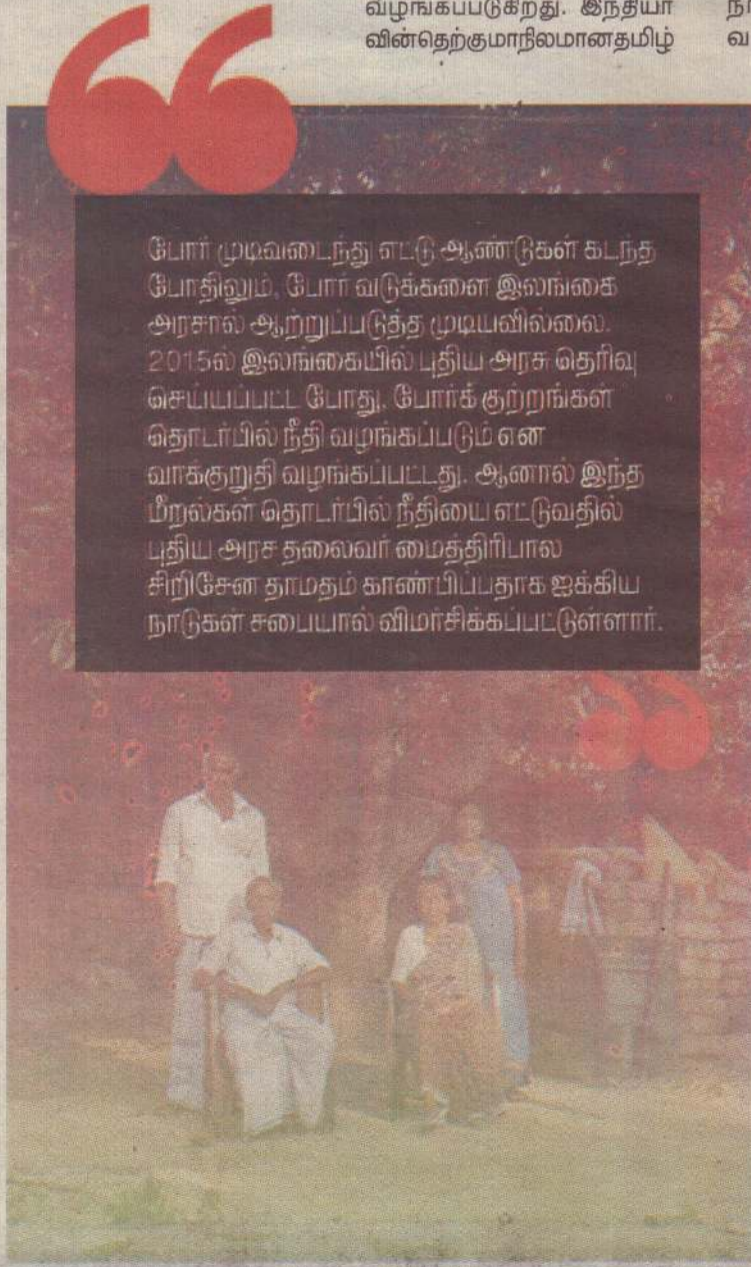 வழங்கப்படுகிறது. இந்தியா
வின்தெற்குமாநிலமானதமிழ்
போர் முடிவடைந்து எட்டு ஆண்டுகள் கடந்த
போதிலும், போர் வடுக்களை இலங்கை
அரசால் ஆற்றுப்படுத்த முடியவில்லை.
2015ல் இலங்கையில் புதிய அரசு தெரிவு
செய்யப்பட்ட போது, போர்க் குற்றங்கள்
தொடர்பில் நீதி வழங்கப்படும் என
வாக்குறுதி வழங்கப்பட்டது. ஆனால் இந்த
மீறல்கள் தொடர்பில் நீதியை எட்டுவதில்
புதிய அரச தலைவர் மைத்திரிபால
சிறிசேன தாமதம் காண்பிப்பதாக ஐக்கிய
நாடுகள் சபையால் விமர்சிக்கப்பட்டுள்ளார்.